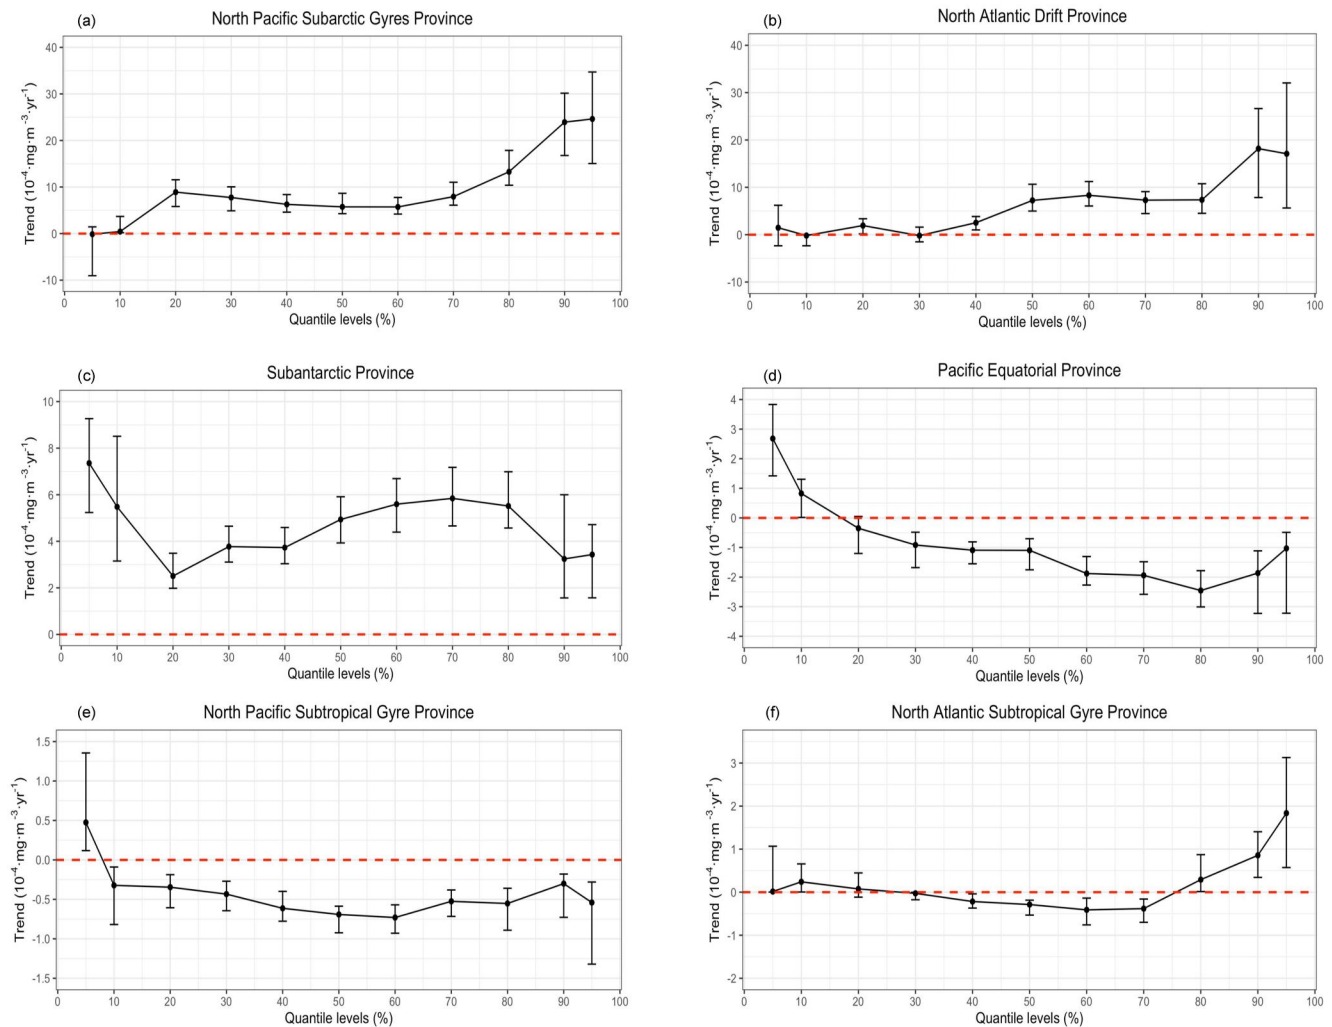 (a) North Pacific Subarctic Gyres Province
Trend (10⁻⁴·mg·m⁻³·yr⁻¹)
40
30
20
10
0
-10
0 10 20 30 40 50 60 70 80 90 100
Quantile levels (%)
(b) North Atlantic Drift Province
Trend (10⁻⁴·mg·m⁻³·yr⁻¹)
40
30
20
10
0
-10
0 10 20 30 40 50 60 70 80 90 100
Quantile levels (%)
(c) Subantarctic Province
Trend (10⁻⁴·mg·m⁻³·yr⁻¹)
10
8
6
4
2
0
0 10 20 30 40 50 60 70 80 90 100
Quantile levels (%)
(d) Pacific Equatorial Province
Trend (10⁻⁴·mg·m⁻³·yr⁻¹)
4
3
2
1
0
-1
-2
-3
-4
0 10 20 30 40 50 60 70 80 90 100
Quantile levels (%)
(e) North Pacific Subtropical Gyre Province
Trend (10⁻⁴·mg·m⁻³·yr⁻¹)
1.5
1.0
0.5
0.0
-0.5
-1.0
-1.5
0 10 20 30 40 50 60 70 80 90 100
Quantile levels (%)
(f) North Atlantic Subtropical Gyre Province
Trend (10⁻⁴·mg·m⁻³·yr⁻¹)
3
2
1
0
-1
-2
0 10 20 30 40 50 60 70 80 90 100
Quantile levels (%)